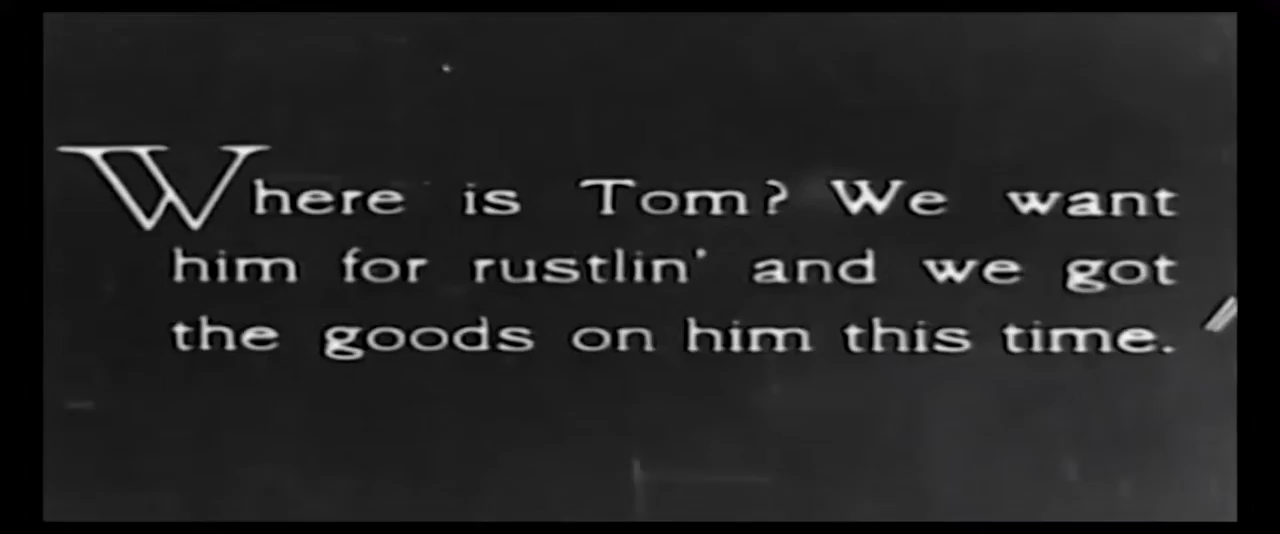 Where is Tom? We want
him for rustlin' and we got
the goods on him this time.